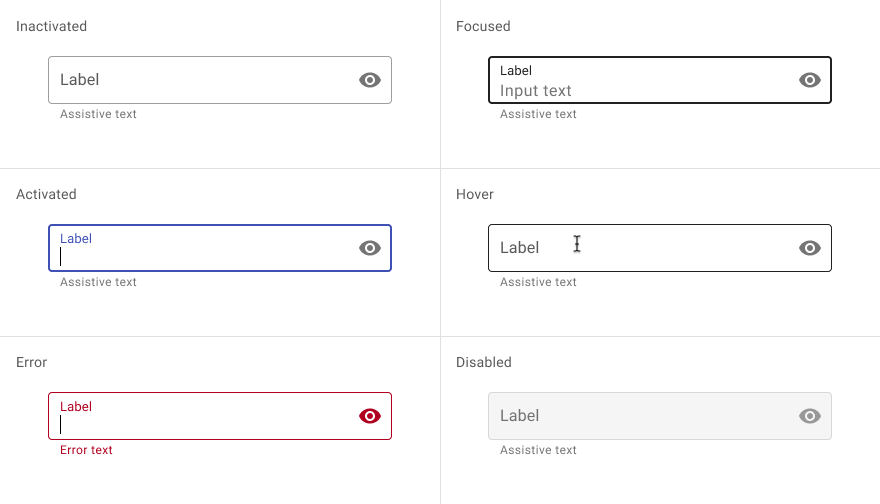 Inactivated
Label
Assistive text
Focused
Label
Input text
Assistive text
Activated
Label
Assistive text
Hover
Label
Assistive text
Error
Label
Error text
Disabled
Label
Assistive text